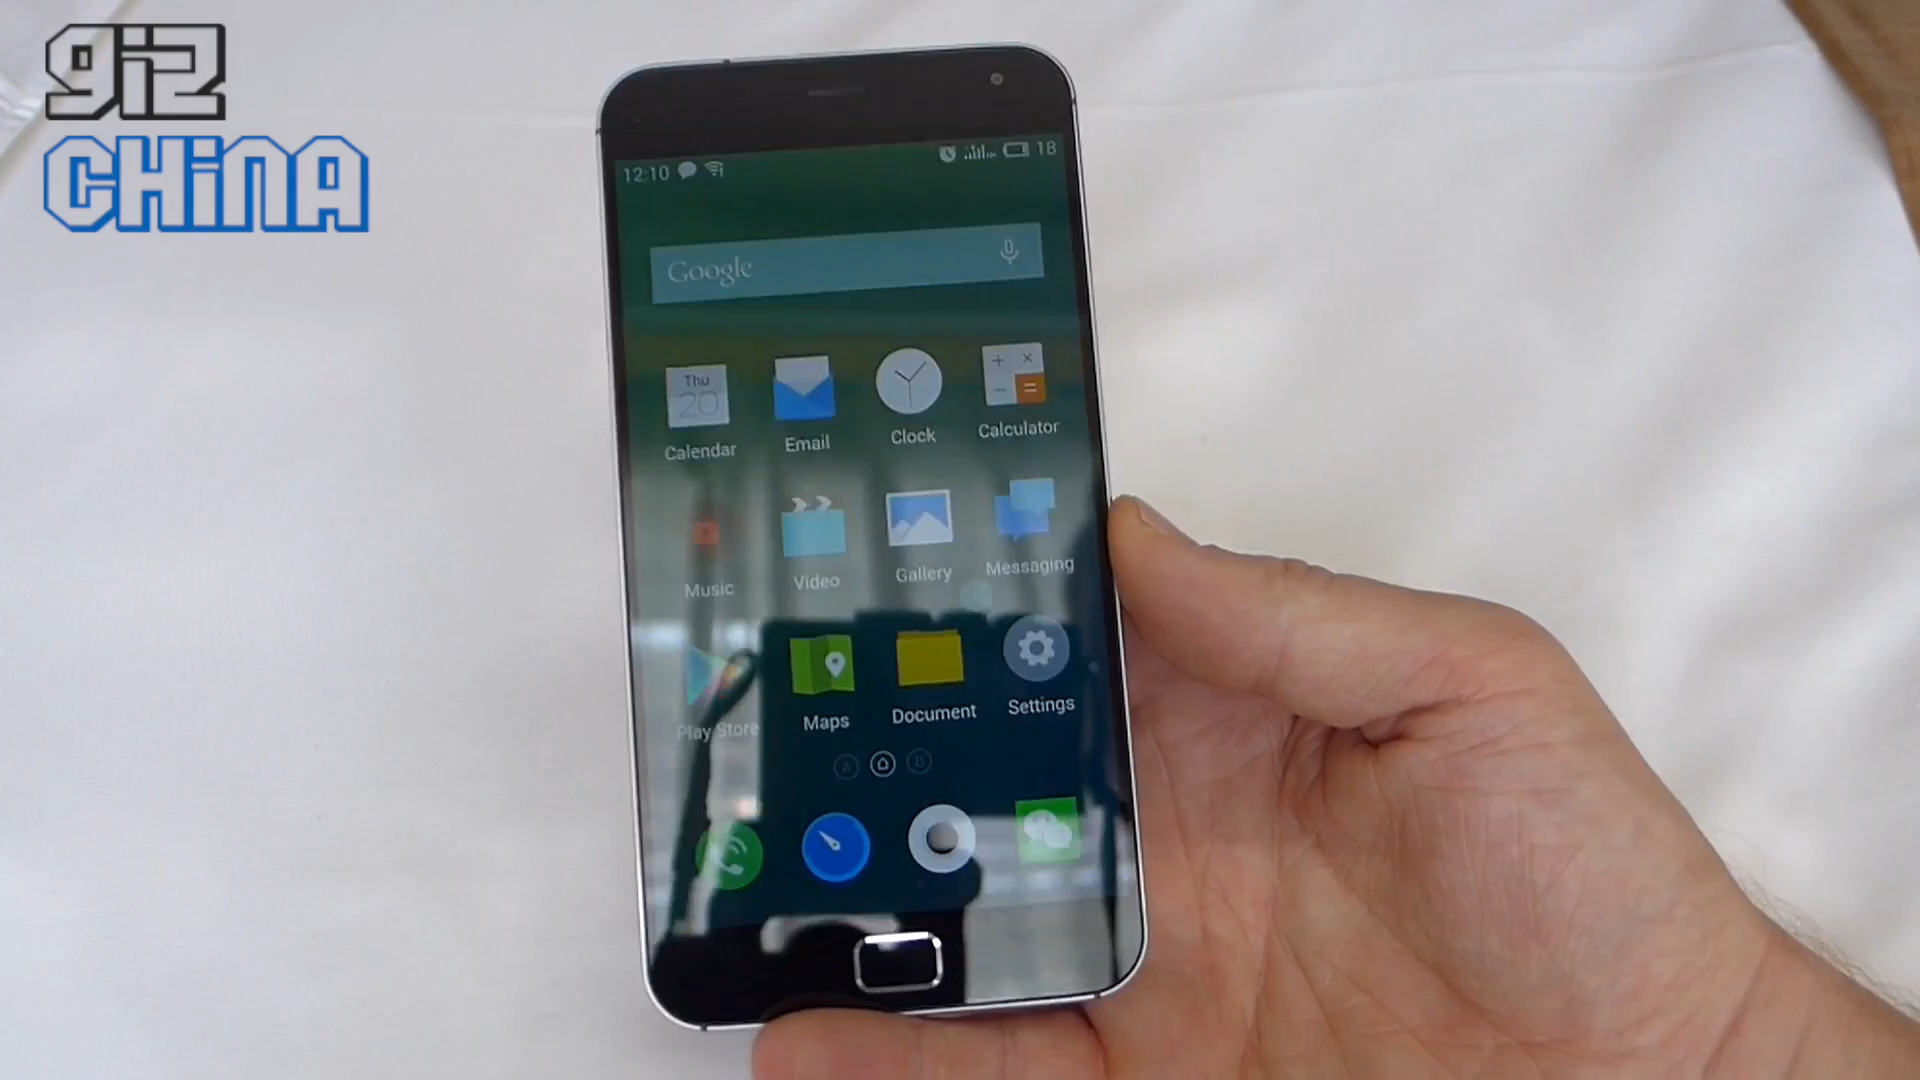 giz
CHINA
12:10 18
Google
Thu
20
Calendar Email Clock Calculator
Music Video Gallery Messaging
Play Store Maps Document Settings
A B